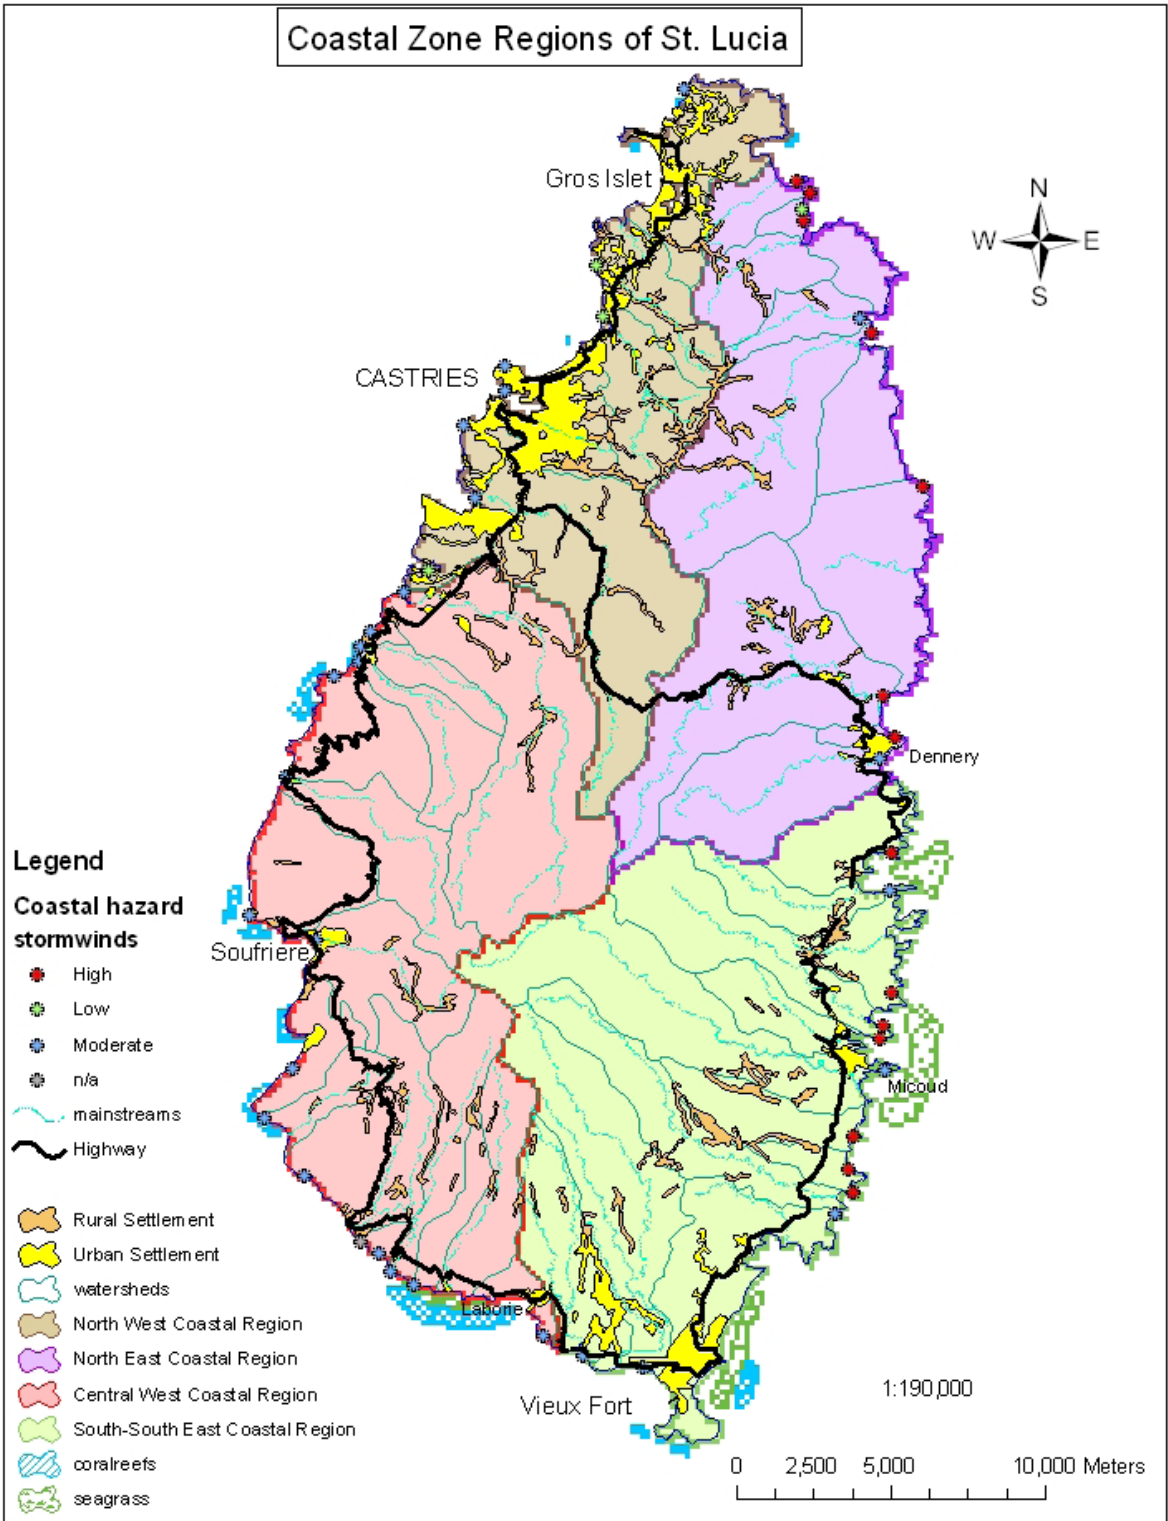 Coastal Zone Regions of St. Lucia
Gros Islet
N
W E
S
CASTRIES
Dennery
Soufriere
Micoud
Laborie
Vieux Fort
Legend
Coastal hazard
stormwinds
High
Low
Moderate
n/a
mainstreams
Highway
Rural Settlement
Urban Settlement
watersheds
North West Coastal Region
North East Coastal Region
Central West Coastal Region
South-South East Coastal Region
coralreefs
seagrass
1:190,000
0 2,500 5,000 10,000 Meters